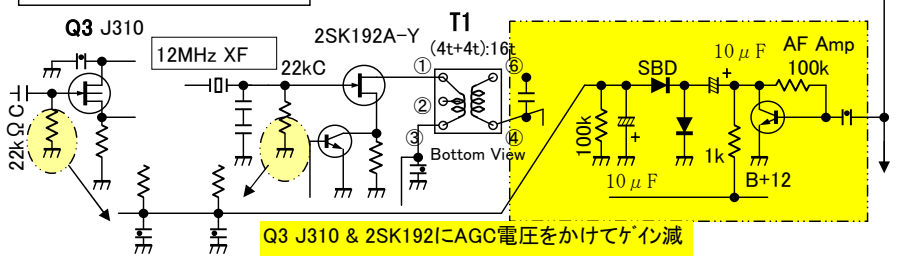 Q3 J310
12MHz XF
22kΩC
22kC
2SK192A-Y
T1
(4t+4t):16t
①
②
③
④
⑥
Bottom View
SBD
10μF
AF Amp
100k
100k
10μF
1k
B+12
Q3 J310 & 2SK192にAGC電圧をかけてゲイン減